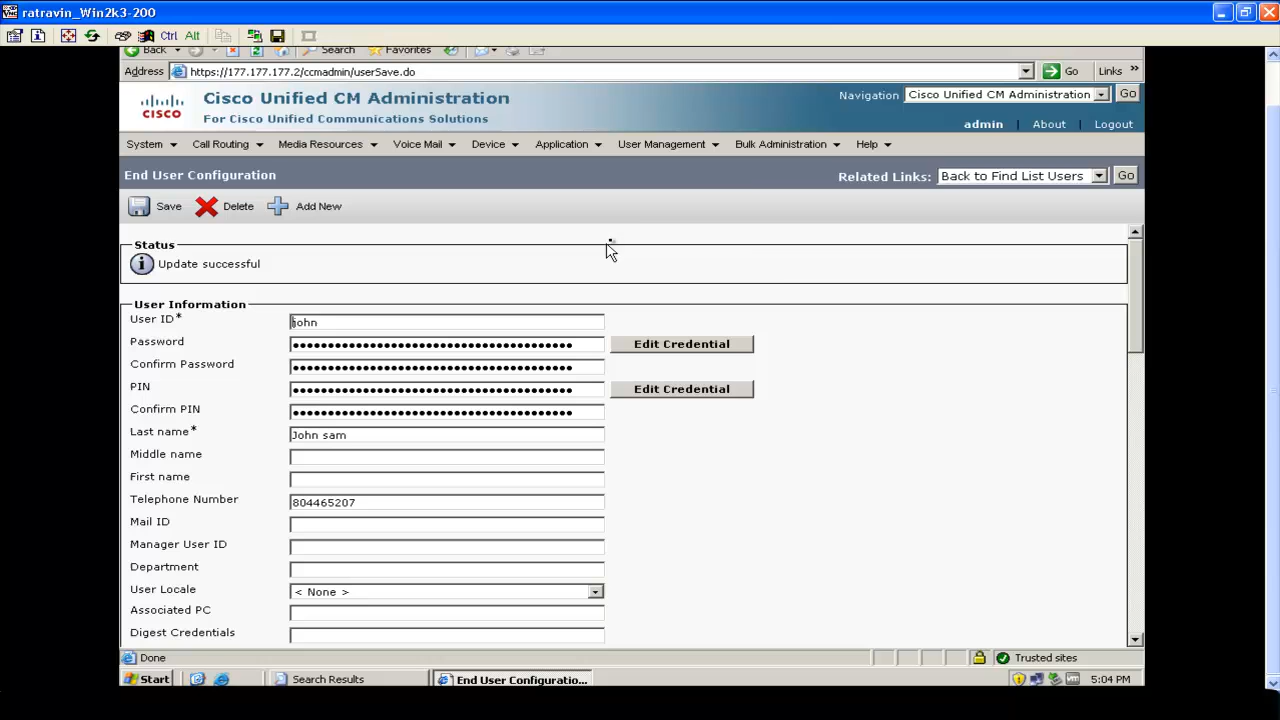 ratravin_Win2k3-200
Ctrl Alt
Back Search Favorites
Address https://177.177.177.2/ccmadmin/userSave.do Go Links »
CISCO
Cisco Unified CM Administration
For Cisco Unified Communications Solutions
Navigation Cisco Unified CM Administration Go
admin | About | Logout
System Call Routing Media Resources Voice Mail Device Application User Management Bulk Administration Help
End User Configuration
Related Links: Back to Find List Users Go
Save Delete Add New
Status
Update successful
User Information
User ID* john
Password •••••••••••••••••••••••••••••••••••••••• Edit Credential
Confirm Password ••••••••••••••••••••••••••••••••••••••••
PIN •••••••••••••••••••••••••••••••••••••••• Edit Credential
Confirm PIN ••••••••••••••••••••••••••••••••••••••••
Last name* John sam
Middle name
First name
Telephone Number 804465207
Mail ID
Manager User ID
Department
User Locale < None >
Associated PC
Digest Credentials
Done Trusted sites
Start Search Results End User Configuratio... 5:04 PM